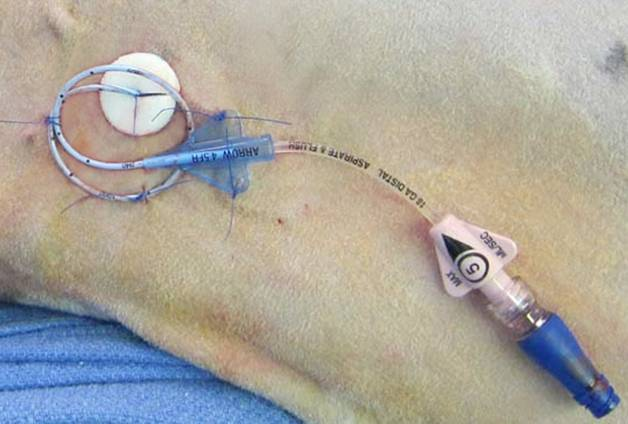 ARROW 4.5FR
18 GA DISTAL ASPIRATE & FLUSH
MAX
5
mL/SEC